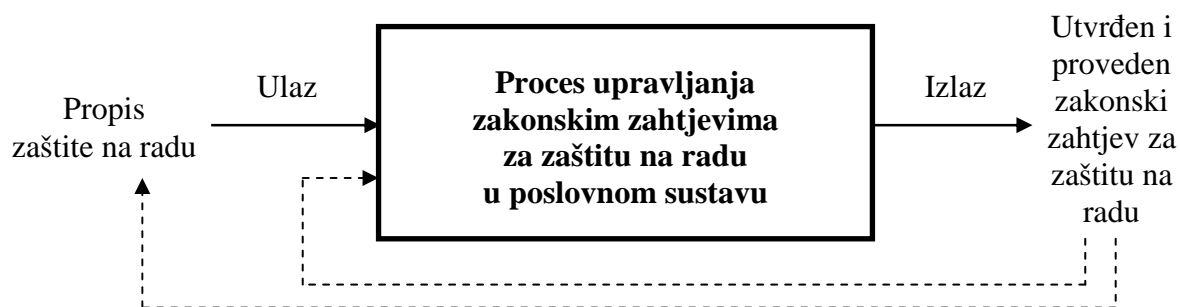 Propis
zaštite na radu
Ulaz
Proces upravljanja
zakonskim zahtjevima
za zaštitu na radu
u poslovnom sustavu
Izlaz
Utvrđen i
proveden
zakonski
zahtjev za
zaštitu na
radu